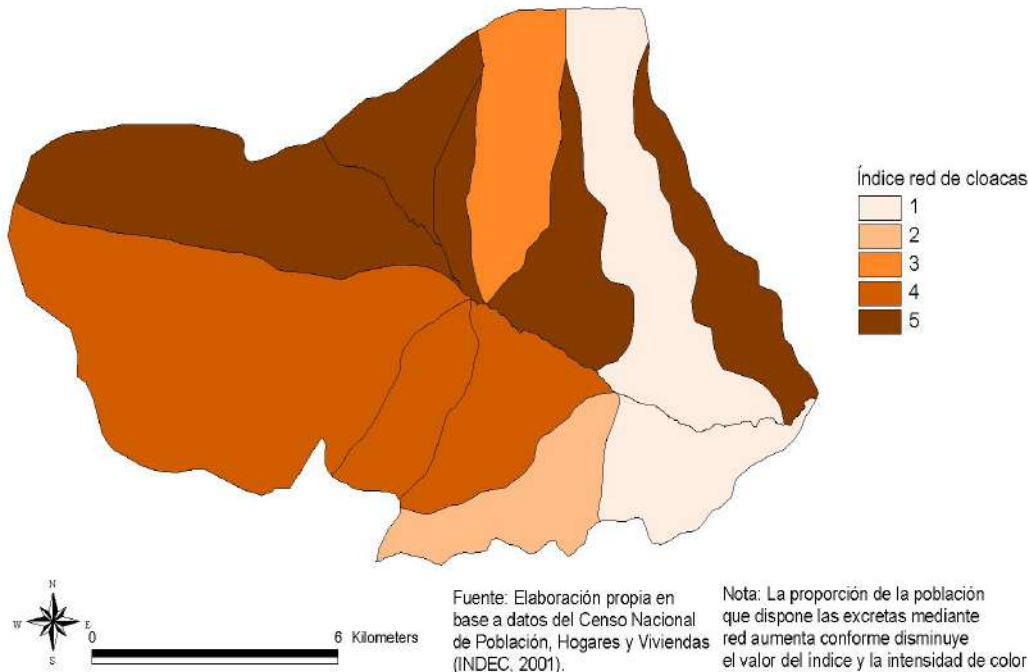 Índice red de cloacas
1
2
3
4
5
N
W E
S
0 6 Kilometers
Fuente: Elaboración propia en
base a datos del Censo Nacional
de Población, Hogares y Viviendas
(INDEC, 2001).
Nota: La proporción de la población
que dispone las excretas mediante
red aumenta conforme disminuye
el valor del índice y la intensidad de color